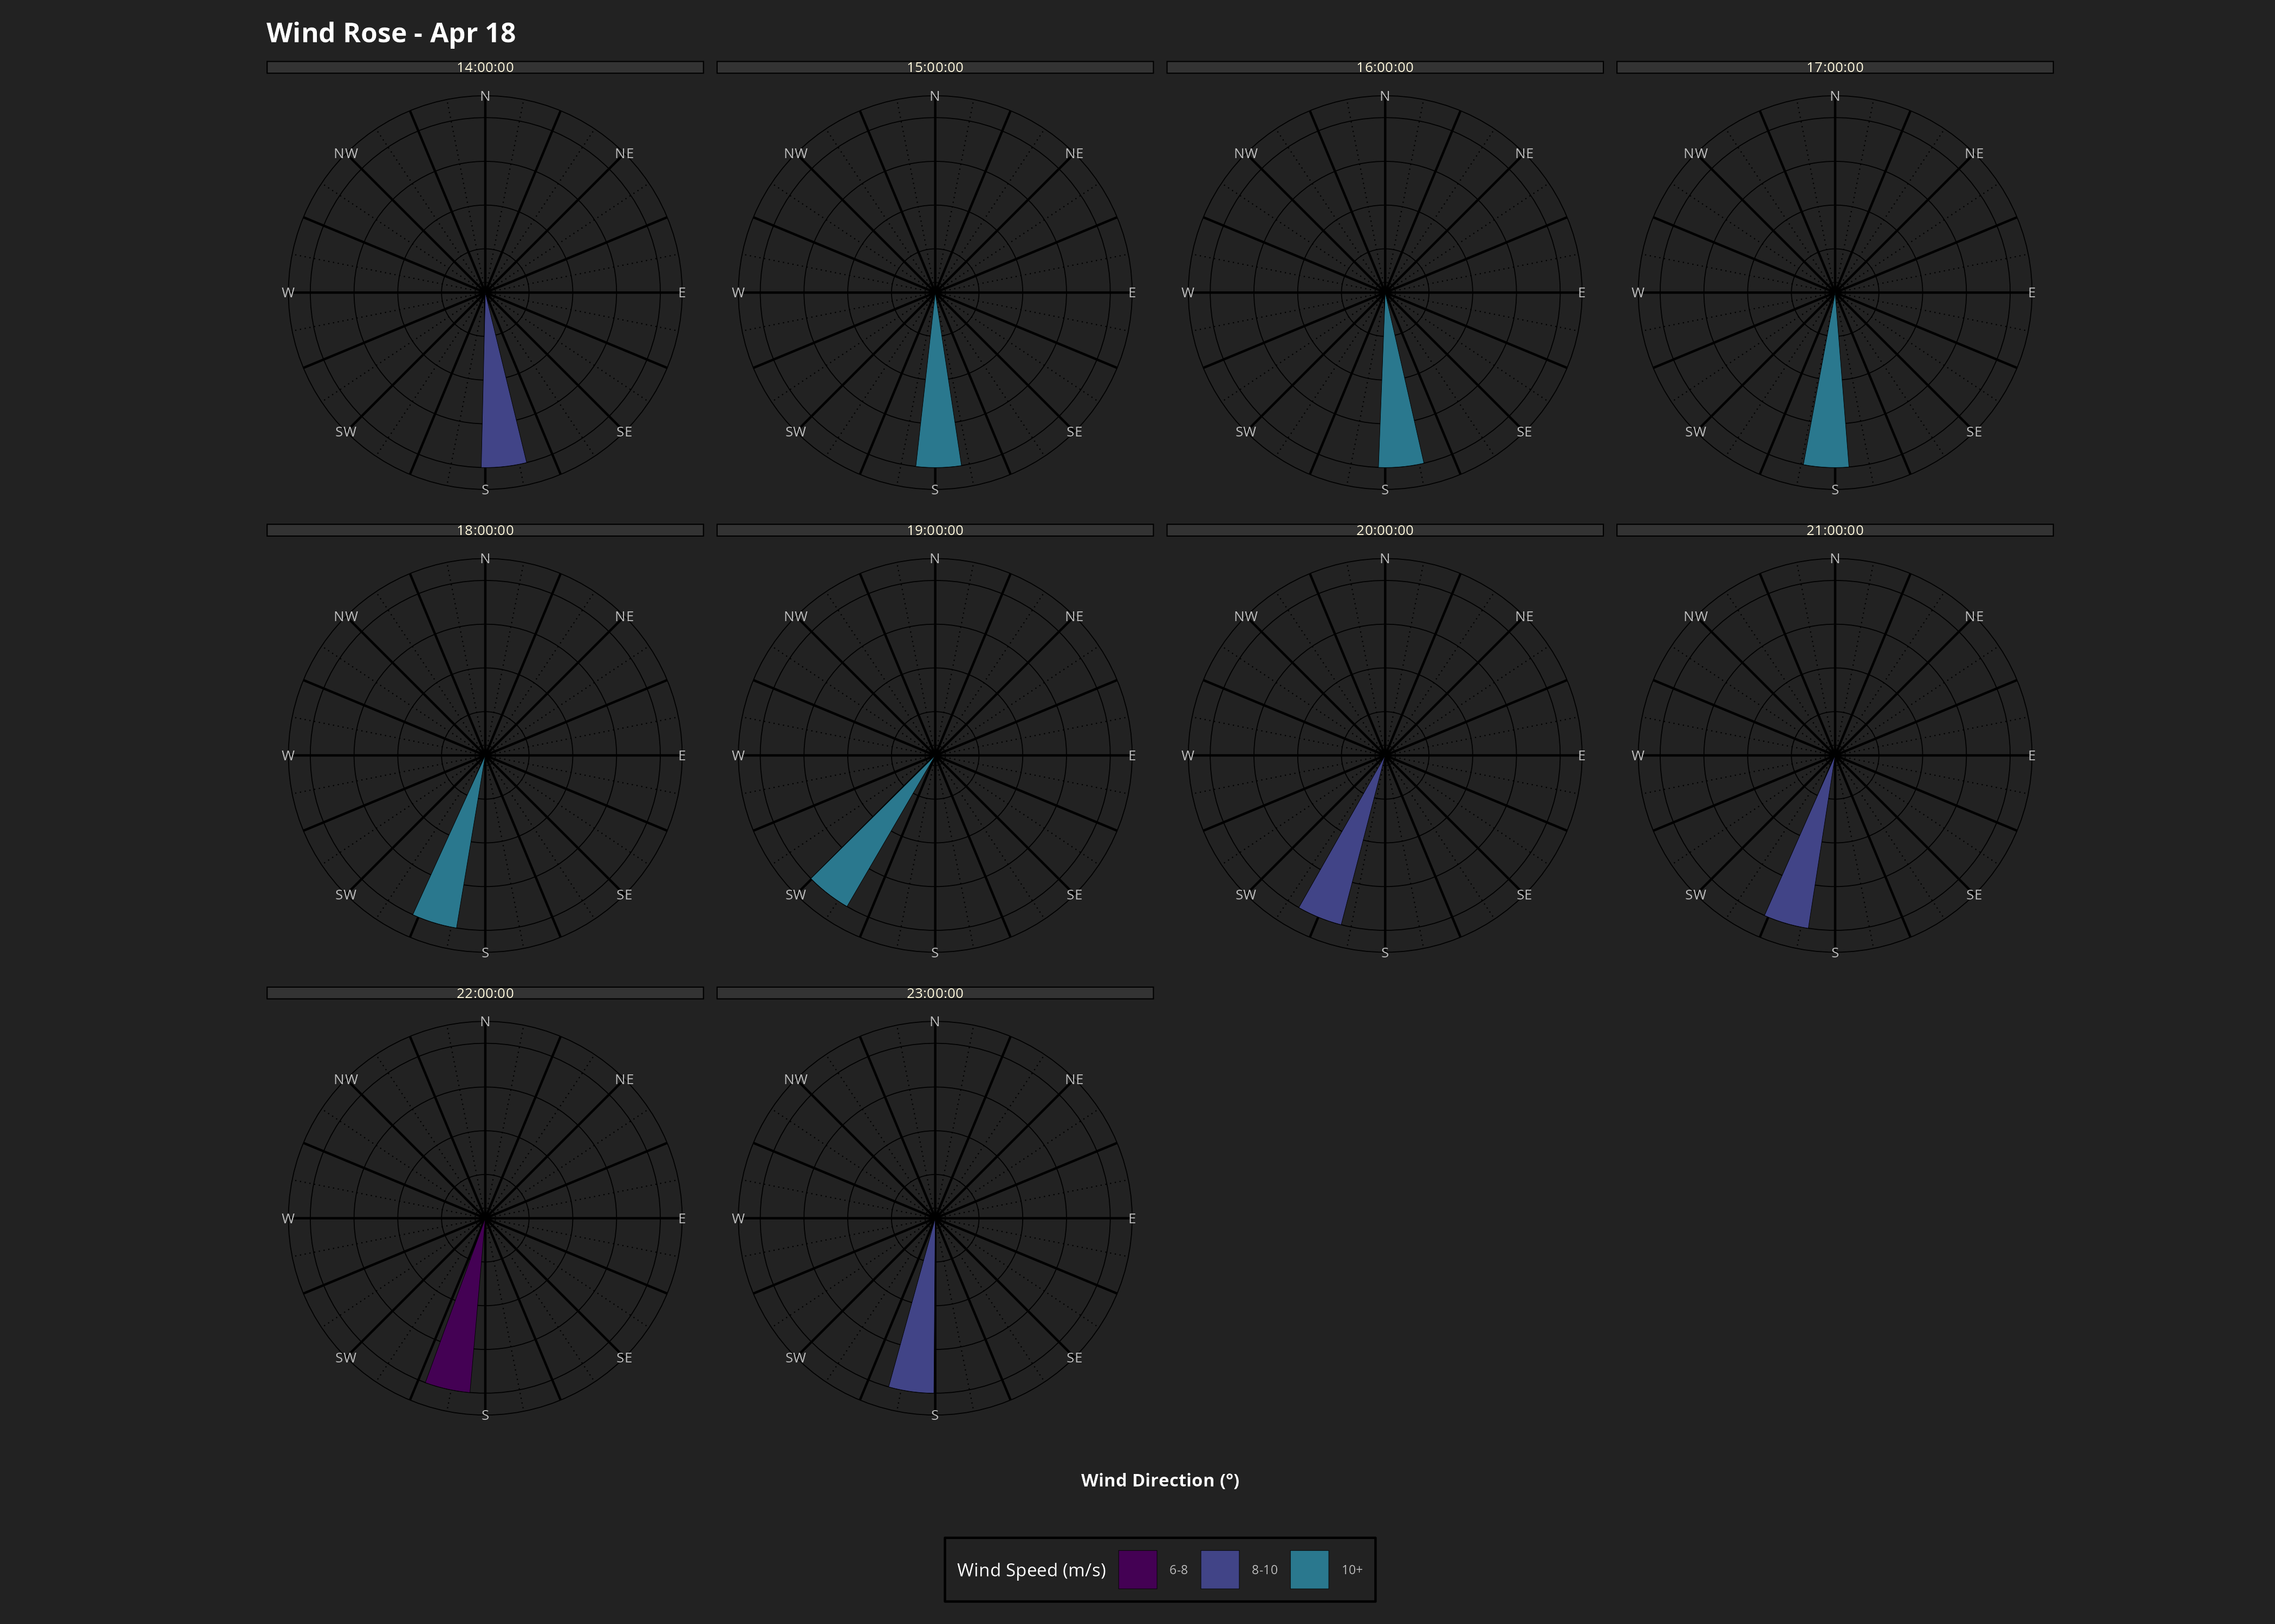 Wind Rose - Apr 18
14:00:00 15:00:00 16:00:00 17:00:00
N N N N
NW NE NW NE NW NE NW NE
W E W E W E W E
SW SE SW SE SW SE SW SE
S S S S
18:00:00 19:00:00 20:00:00 21:00:00
N N N N
NW NE NW NE NW NE NW NE
W E W E W E W E
SW SE SW SE SW SE SW SE
S S S S
22:00:00 23:00:00
N N
NW NE NW NE
W E W E
SW SE SW SE
S S
Wind Direction (°)
Wind Speed (m/s) 6-8 8-10 10+